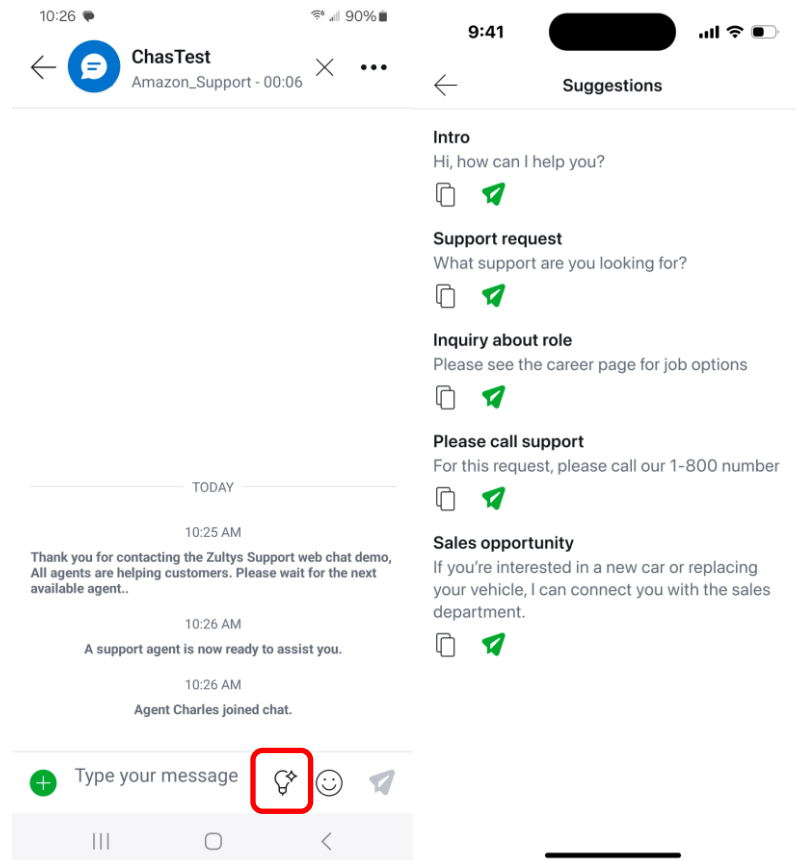 10:26
90%
ChasTest
Amazon_Support - 00:06
TODAY
10:25 AM
Thank you for contacting the Zultys Support web chat demo,
All agents are helping customers. Please wait for the next
available agent..
10:26 AM
A support agent is now ready to assist you.
10:26 AM
Agent Charles joined chat.
Type your message
9:41
Suggestions
Intro
Hi, how can I help you?
Support request
What support are you looking for?
Inquiry about role
Please see the career page for job options
Please call support
For this request, please call our 1-800 number
Sales opportunity
If you’re interested in a new car or replacing
your vehicle, I can connect you with the sales
department.